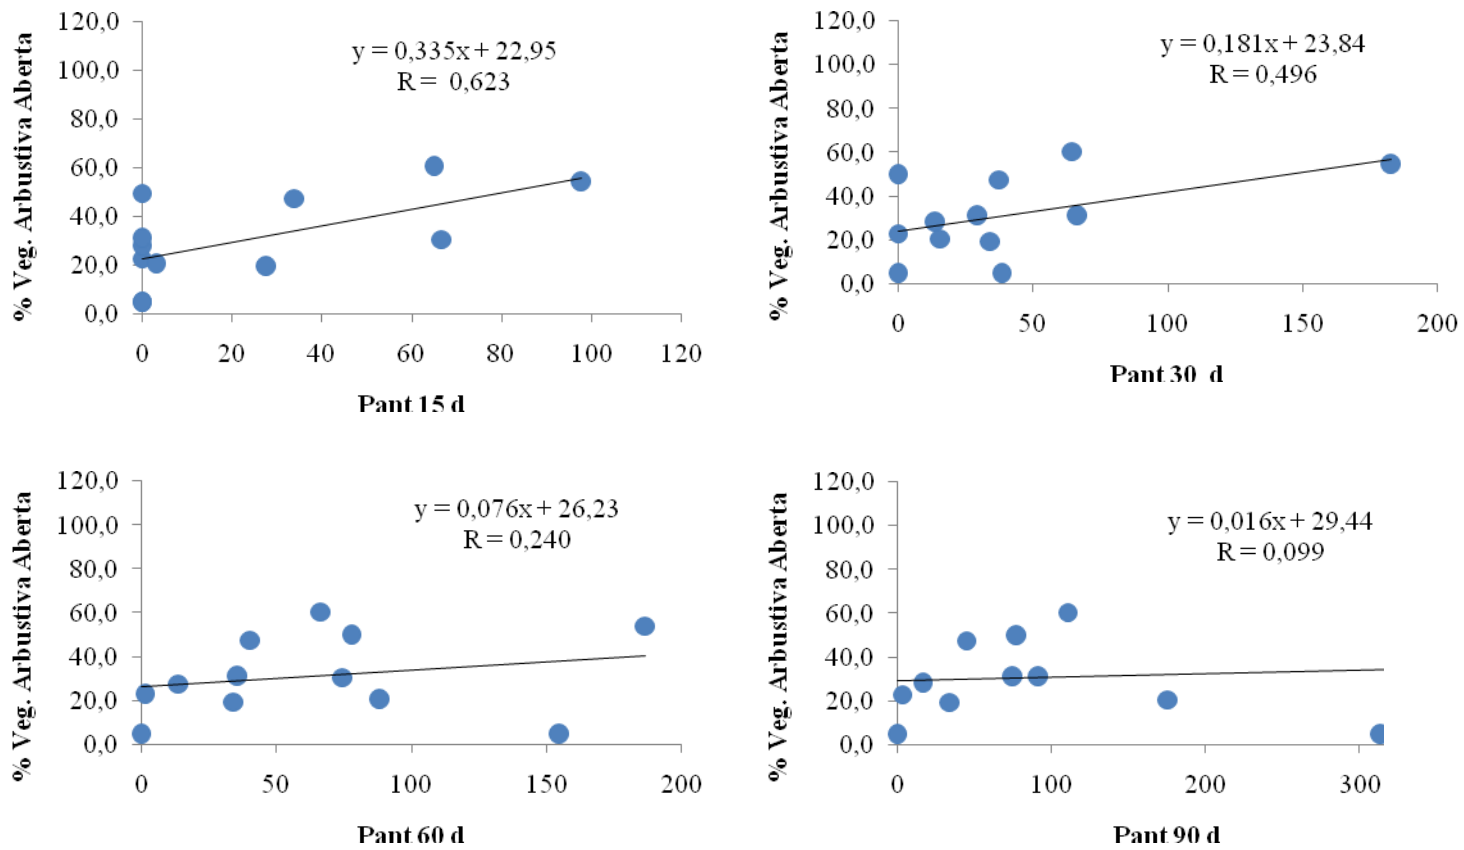 % Veg. Arbustiva Aberta
120,0
100,0
80,0
60,0
40,0
20,0
0,0
y = 0,335x + 22,95
R = 0,623
0 20 40 60 80 100 120
Pant 15 d
% Veg. Arbustiva Aberta
120,0
100,0
80,0
60,0
40,0
20,0
0,0
y = 0,181x + 23,84
R = 0,496
0 50 100 150 200
Pant 30 d
% Veg. Arbustiva Aberta
120,0
100,0
80,0
60,0
40,0
20,0
0,0
y = 0,076x + 26,23
R = 0,240
0 50 100 150 200
Pant 60 d
% Veg. Arbustiva Aberta
120,0
100,0
80,0
60,0
40,0
20,0
0,0
y = 0,016x + 29,44
R = 0,099
0 100 200 300
Pant 90 d